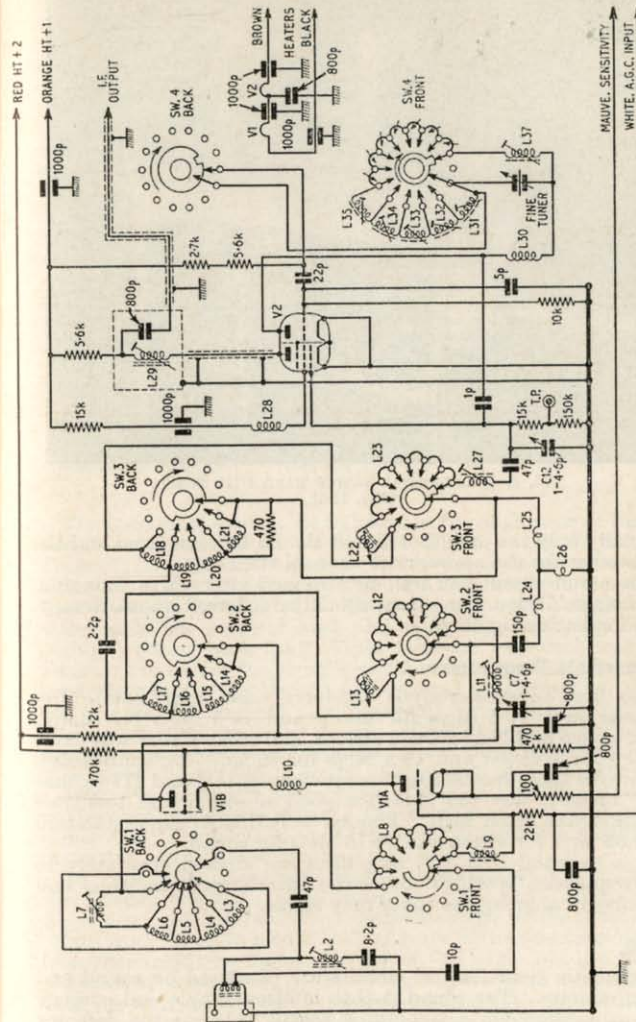 RED HT + 2
ORANGE HT+1
I.F.
OUTPUT
1000p
BROWN
HEATERS
BLACK
1000p
V2
V1
1000p
800p
SW.4
BACK
2·7k
5·6k
800p
5·6k
L29
15k
1000p
L28
V2
22p
5p
10k
1p
15k
T.P.
150k
SW.4
FRONT
L35
L34
L33
L32
L31
L37
FINE
TUNER
L30
SW.3
BACK
L18
L19
L20
L21
470
2·2p
SW.2
BACK
L17
L16
L15
L14
L23
L22
SW.3
FRONT
L27
47p
C12
1-4-6p
L25
L26
L24
L12
L13
SW.2
FRONT
150p
L11
C7
1-4-6p
800p
470
k
800p
1000p
1·2k
470k
V1B
L10
V1A
100
SW.1
BACK
L7
L6
L5
L4
L3
47p
L2
8·2p
10p
L8
SW.1
FRONT
L9
22k
800p
MAUVE. SENSITIVITY
WHITE. A.G.C. INPUT